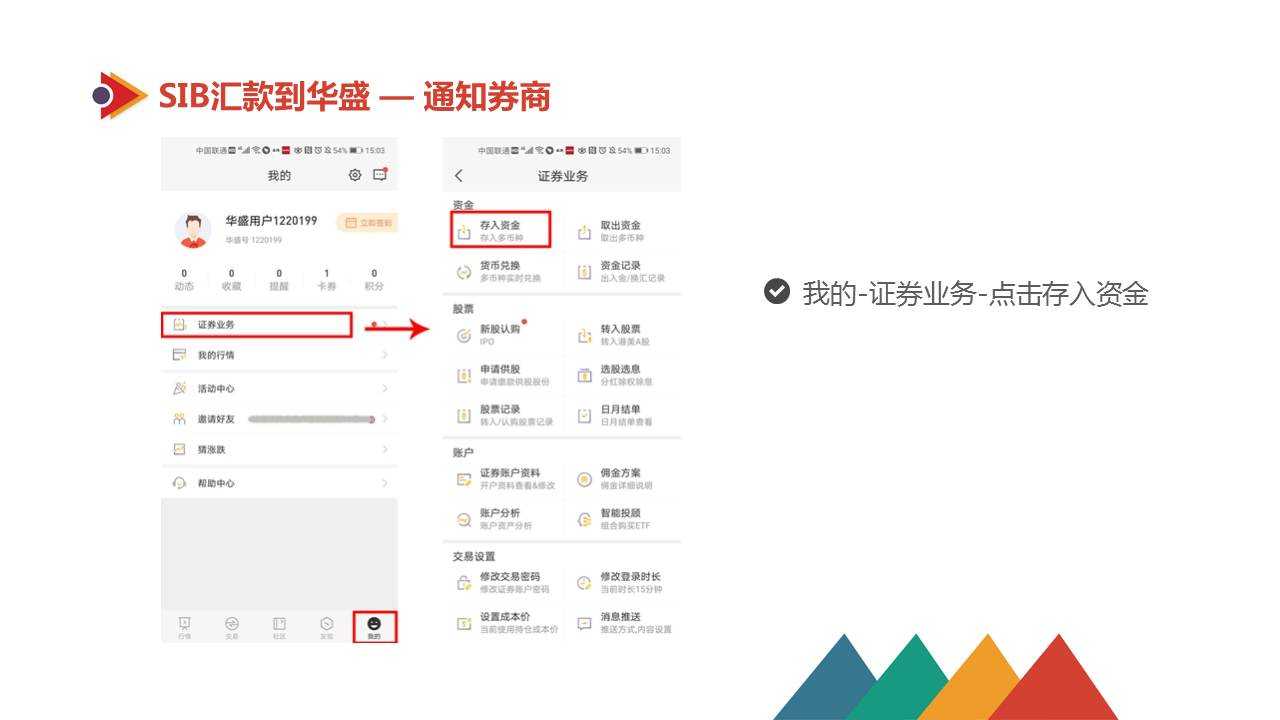 SIB汇款到华盛 — 通知券商
中国联通 54% 15:03
我的
华盛用户1220199
华盛号 1220199
立即签到
0 0 0 1 0
动态 收藏 提醒 卡券 积分
证券业务
我的行情
活动中心
邀请好友
猜涨跌
帮助中心
行情 交易 社区 发现 我的
中国联通 54% 15:03
证券业务
资金
存入资金 取出资金
存入多币种 取出多币种
货币兑换 资金记录
多币种实时兑换 出入金/换汇记录
股票
新股认购 转入股票
IPO 转入港美A股
申请供股 选股选息
申请缴款供股股份 分红除权除息
股票记录 日月结单
转入/认购股票记录 日月结单查看
账户
证券账户资料 佣金方案
开户资料查看&修改 佣金详细说明
账户分析 智能投顾
账户资产分析 组合购买ETF
交易设置
修改交易密码 修改登录时长
修改证券账户密码 当前时长15分钟
设置成本价 消息推送
当前使用持仓成本价 推送方式,内容设置
我的-证券业务-点击存入资金